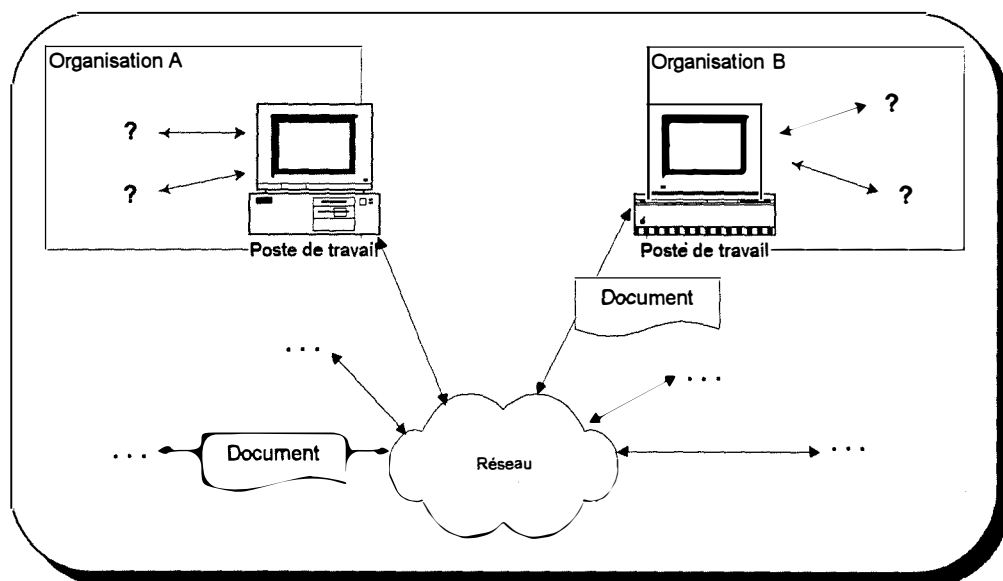 Organisation A
Organisation B
?
?
?
?
Poste de travail
Poste de travail
Document
. . .
. . .
. . .
Document
Réseau
. . .